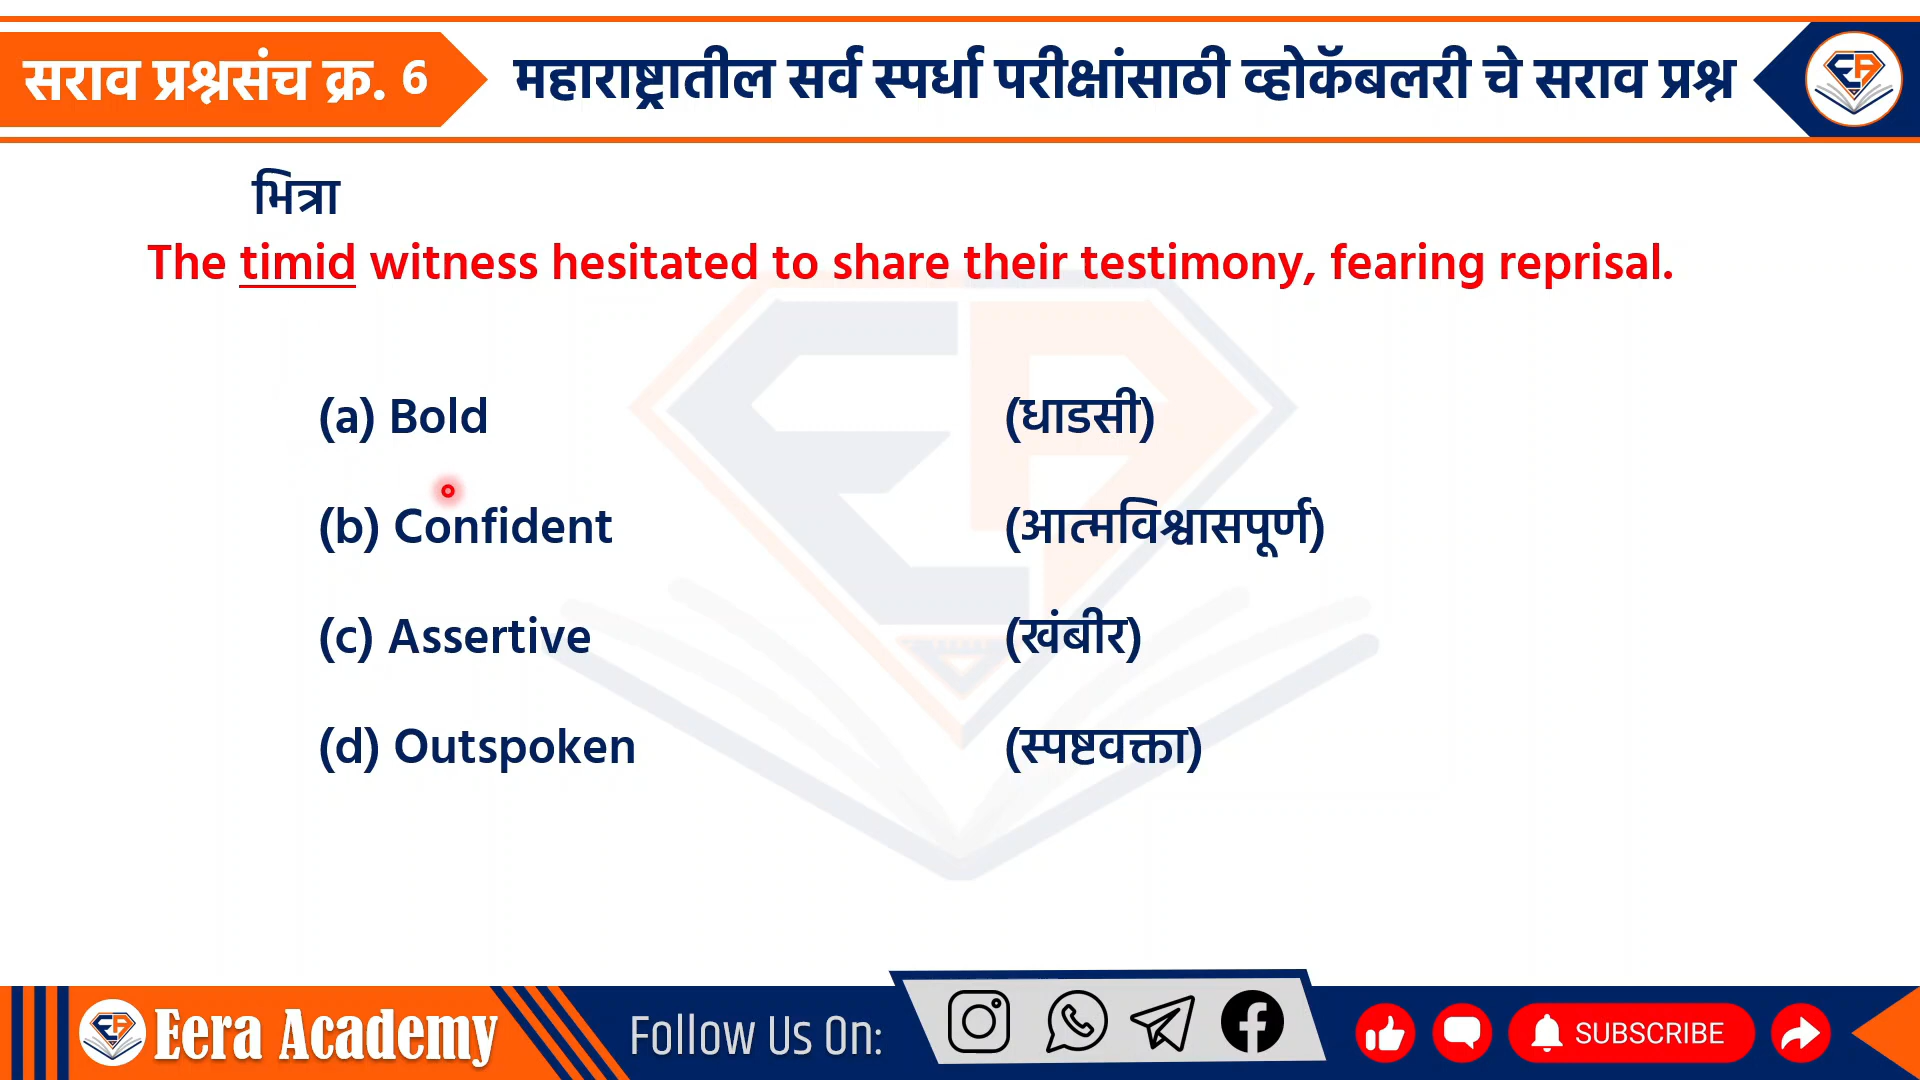 सराव प्रश्नसंच क्र. 6
महाराष्ट्रातील सर्व स्पर्धा परीक्षांसाठी व्होकॅबलरी चे सराव प्रश्न
भित्रा
The timid witness hesitated to share their testimony, fearing reprisal.
(a) Bold (धाडसी)
(b) Confident (आत्मविश्वासपूर्ण)
(c) Assertive (खंबीर)
(d) Outspoken (स्पष्टवक्ता)
Eera Academy
Follow Us On:
SUBSCRIBE